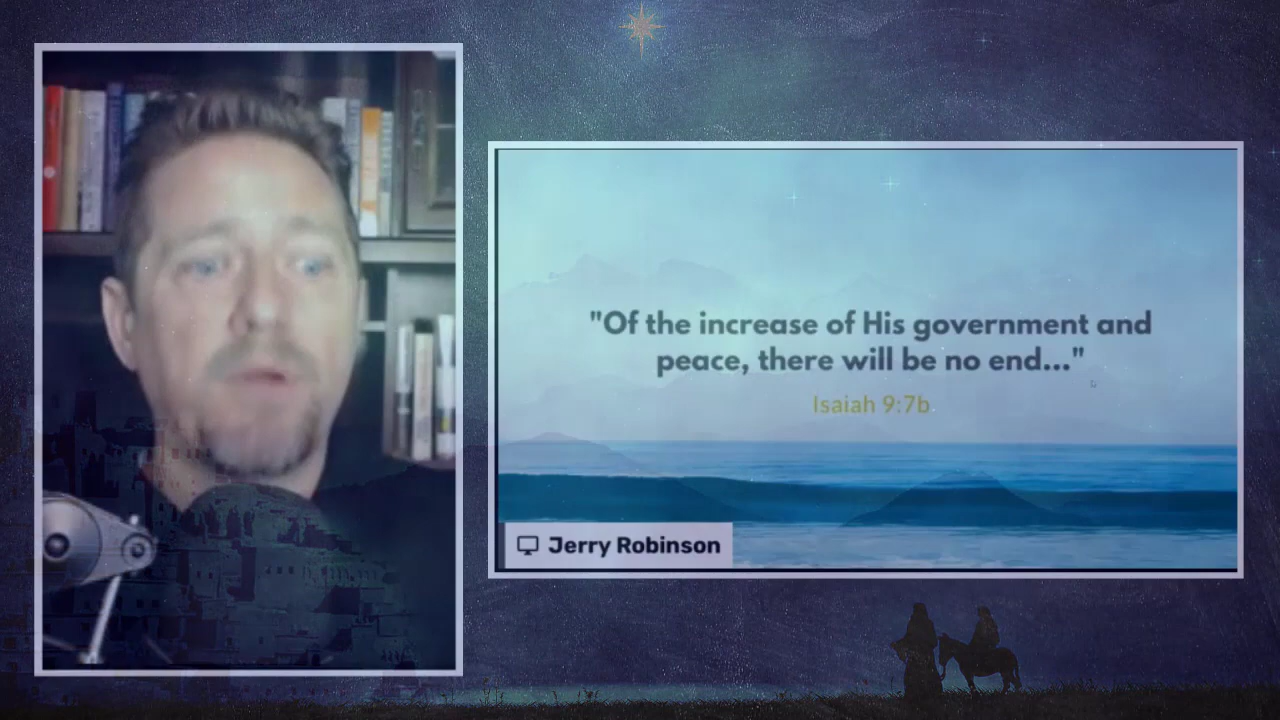 "Of the increase of His government and
peace, there will be no end..."
Isaiah 9:7b
Jerry Robinson